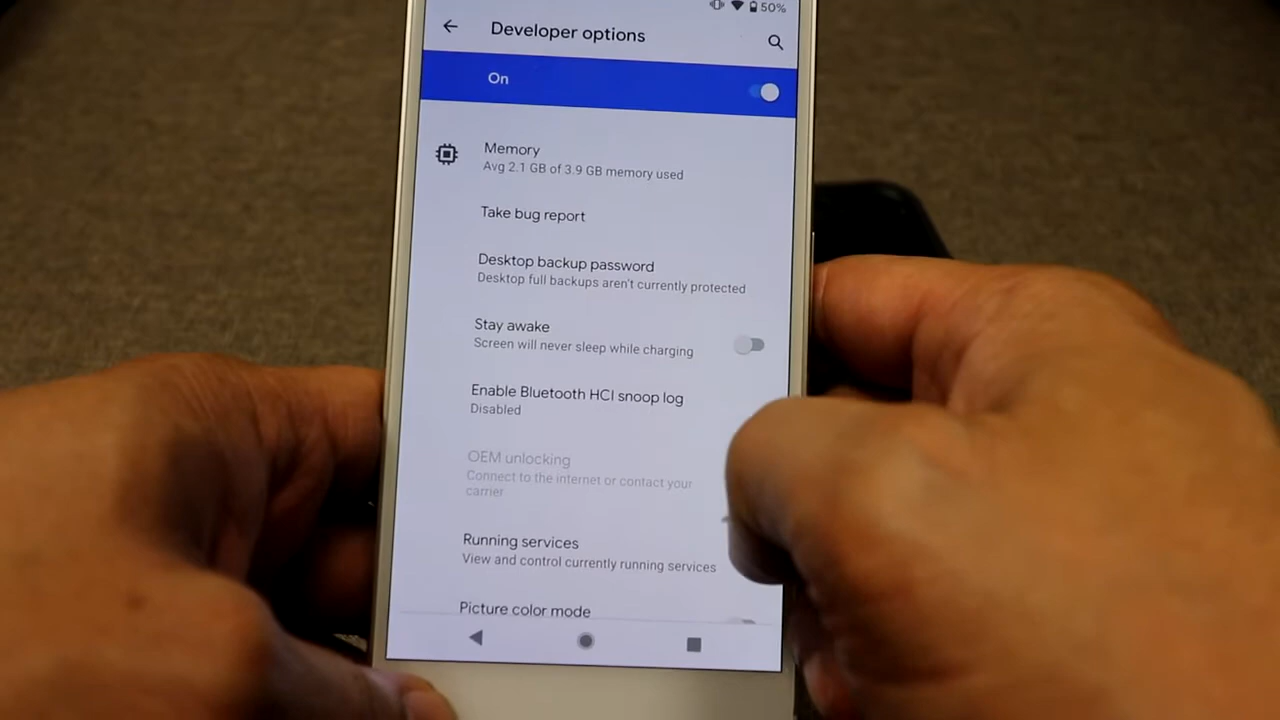 50%
Developer options
On
Memory
Avg 2.1 GB of 3.9 GB memory used
Take bug report
Desktop backup password
Desktop full backups aren't currently protected
Stay awake
Screen will never sleep while charging
Enable Bluetooth HCI snoop log
Disabled
OEM unlocking
Connect to the internet or contact your
carrier
Running services
View and control currently running services
Picture color mode